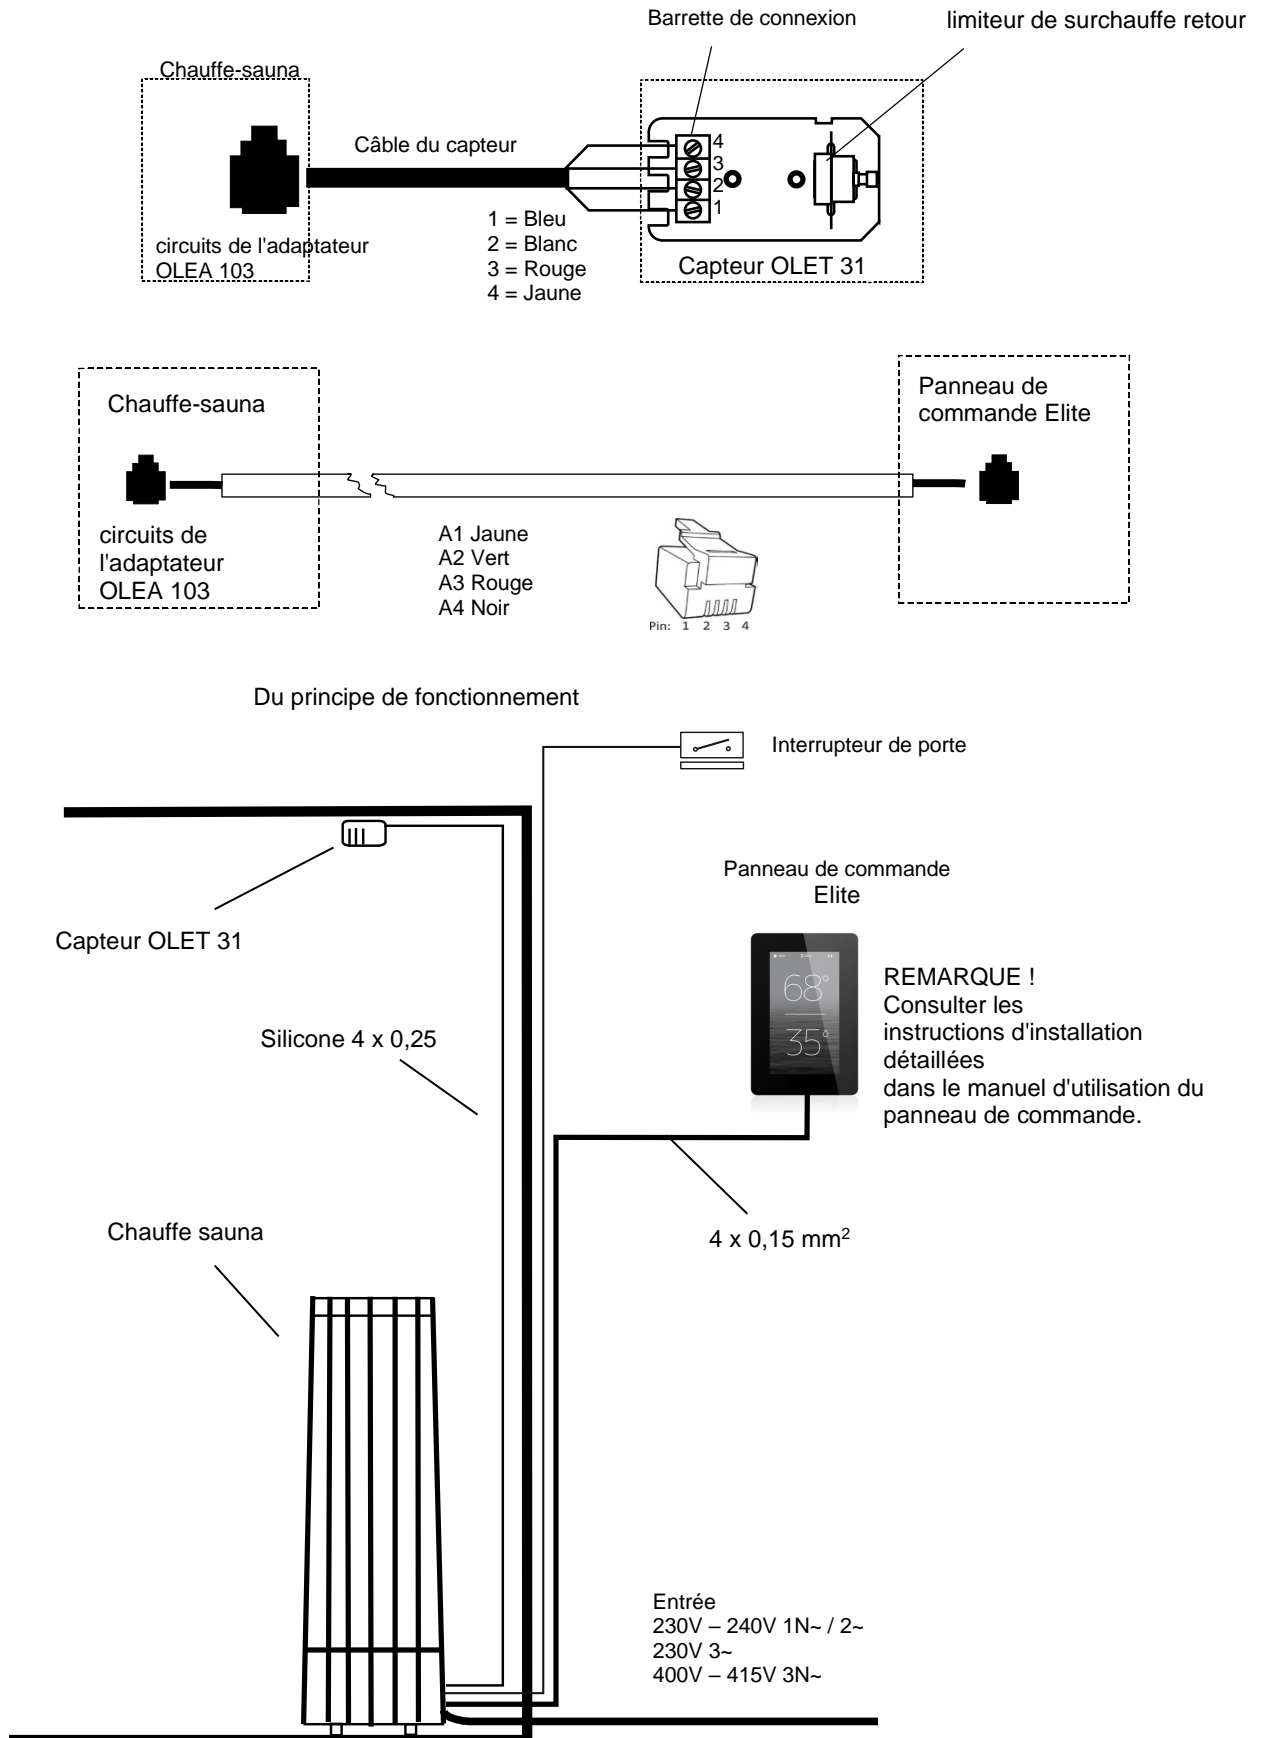 Barrette de connexion
limiteur de surchauffe retour
Chauffe-sauna
Câble du capteur
4
3
2
1
1 = Bleu
2 = Blanc
3 = Rouge
4 = Jaune
circuits de l'adaptateur
OLEA 103
Capteur OLET 31
Chauffe-sauna
Panneau de
commande Elite
circuits de
l'adaptateur
OLEA 103
A1 Jaune
A2 Vert
A3 Rouge
A4 Noir
Pin: 1 2 3 4
Du principe de fonctionnement
Interrupteur de porte
Panneau de commande
Elite
Capteur OLET 31
68°
35°
REMARQUE !
Consulter les
instructions d'installation
détaillées
dans le manuel d'utilisation du
panneau de commande.
Silicone 4 x 0,25
Chauffe sauna
4 x 0,15 mm²
Entrée
230V – 240V 1N~ / 2~
230V 3~
400V – 415V 3N~